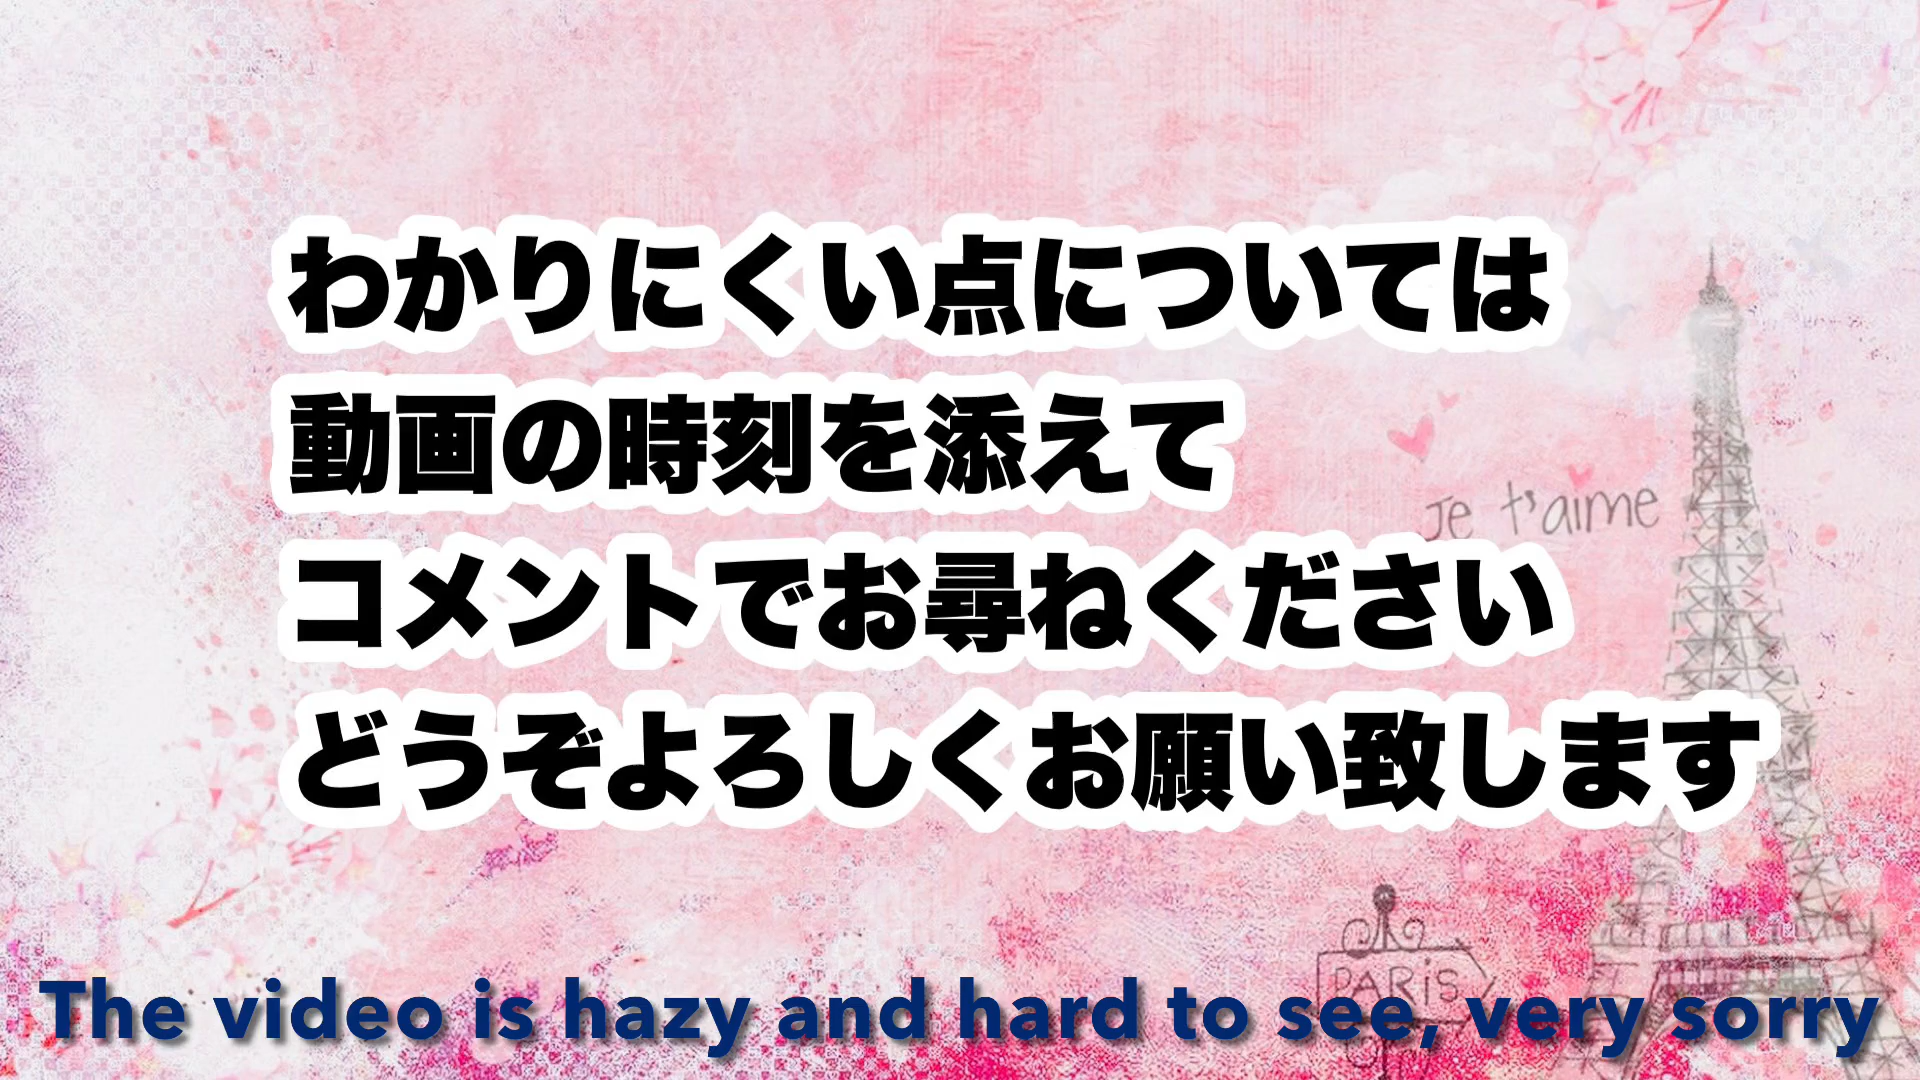 わかりにくい点については
動画の時刻を添えて
Je t'aime
コメントでお尋ねください
どうぞよろしくお願い致します
PARiS
The video is hazy and hard to see, very sorry